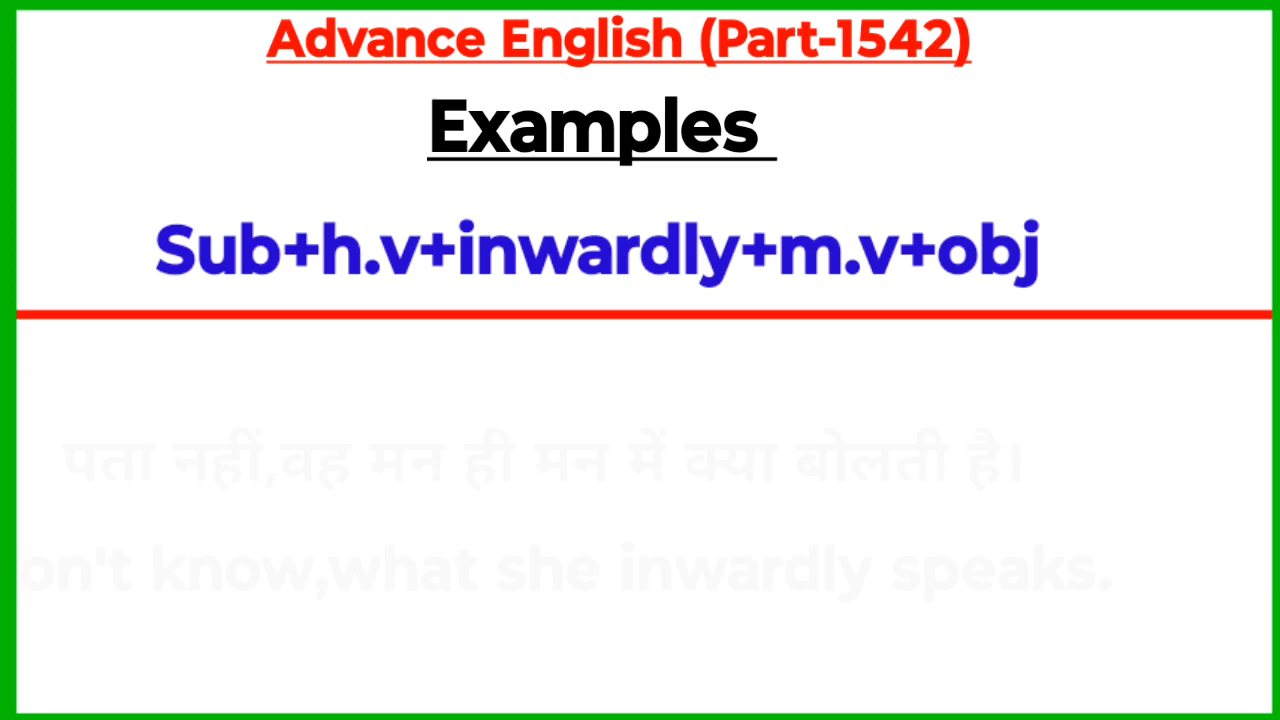 Advance English (Part-1542)
Examples
Sub+h.v+inwardly+m.v+obj
पता नहीं,वह मन ही मन में क्या बोलती है।
on't know,what she inwardly speaks.